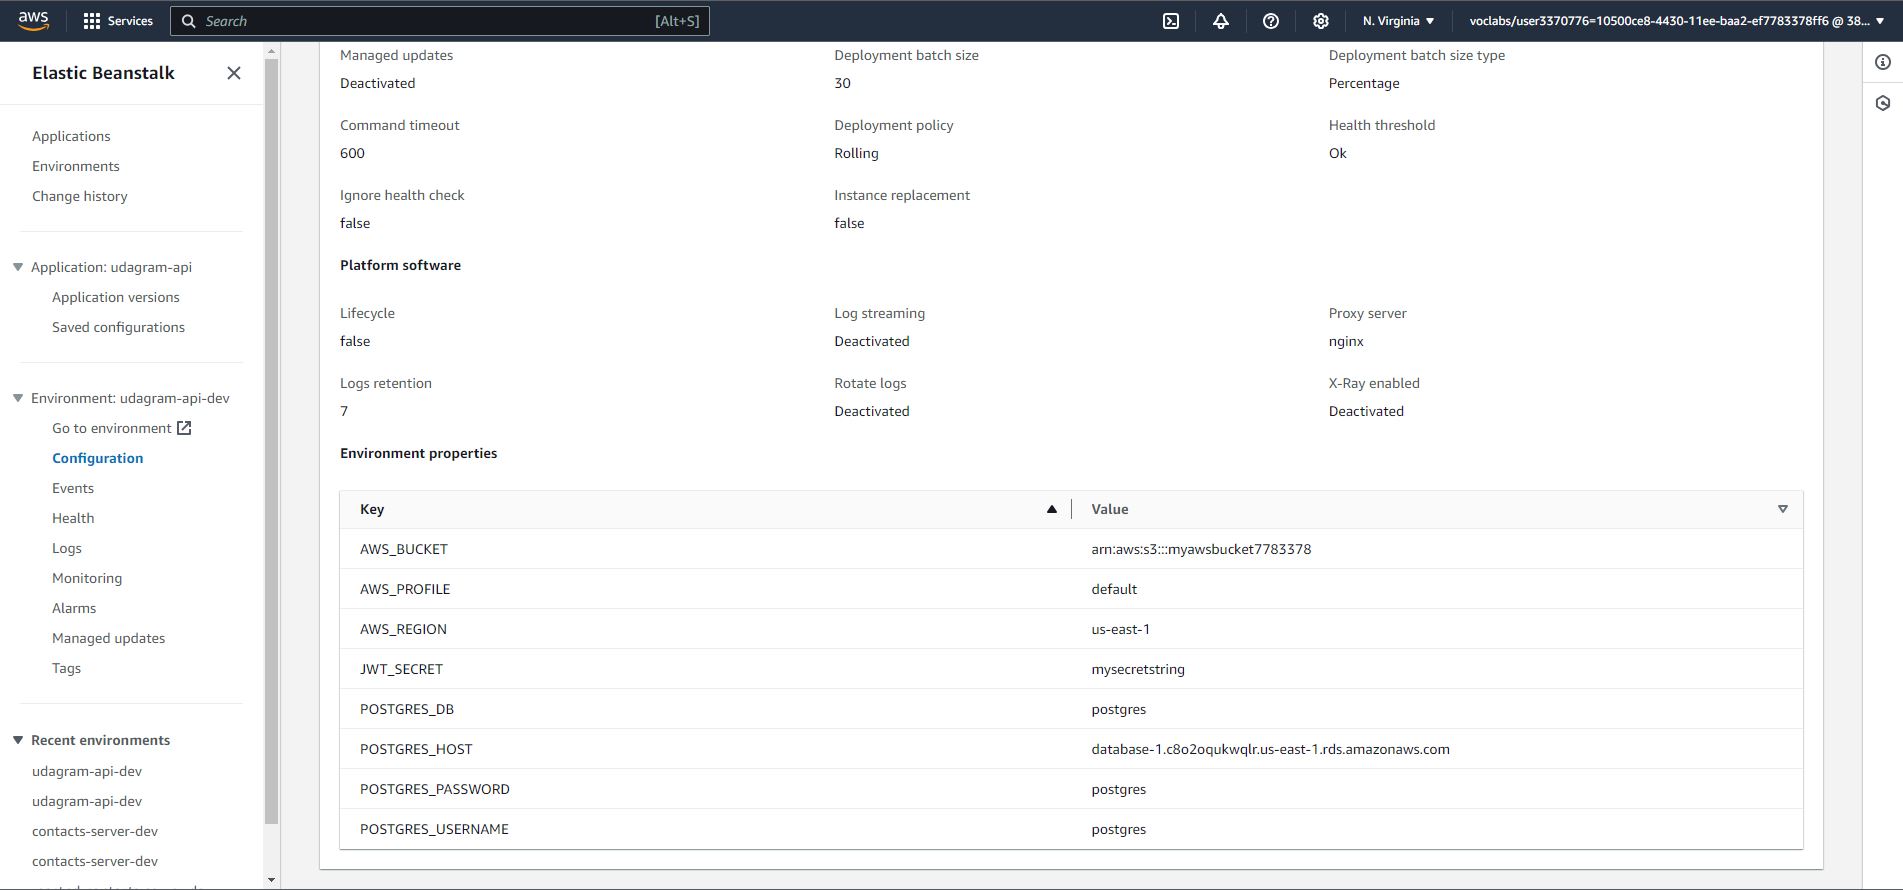 aws
Services
Search [Alt+S]
N. Virginia
voclabs/user3370776=10500ce8-4430-11ee-baa2-ef7783378ff6 @ 38...
Elastic Beanstalk
Applications
Environments
Change history
Application: udagram-api
Application versions
Saved configurations
Environment: udagram-api-dev
Go to environment
Configuration
Events
Health
Logs
Monitoring
Alarms
Managed updates
Tags
Recent environments
udagram-api-dev
udagram-api-dev
contacts-server-dev
contacts-server-dev
Managed updates Deployment batch size Deployment batch size type
Deactivated 30 Percentage
Command timeout Deployment policy Health threshold
600 Rolling Ok
Ignore health check Instance replacement
false false
Platform software
Lifecycle Log streaming Proxy server
false Deactivated nginx
Logs retention Rotate logs X-Ray enabled
7 Deactivated Deactivated
Environment properties
Key Value
AWS_BUCKET arn:aws:s3:::myawsbucket7783378
AWS_PROFILE default
AWS_REGION us-east-1
JWT_SECRET mysecretstring
POSTGRES_DB postgres
POSTGRES_HOST database-1.c8o2oqukwqlr.us-east-1.rds.amazonaws.com
POSTGRES_PASSWORD postgres
POSTGRES_USERNAME postgres